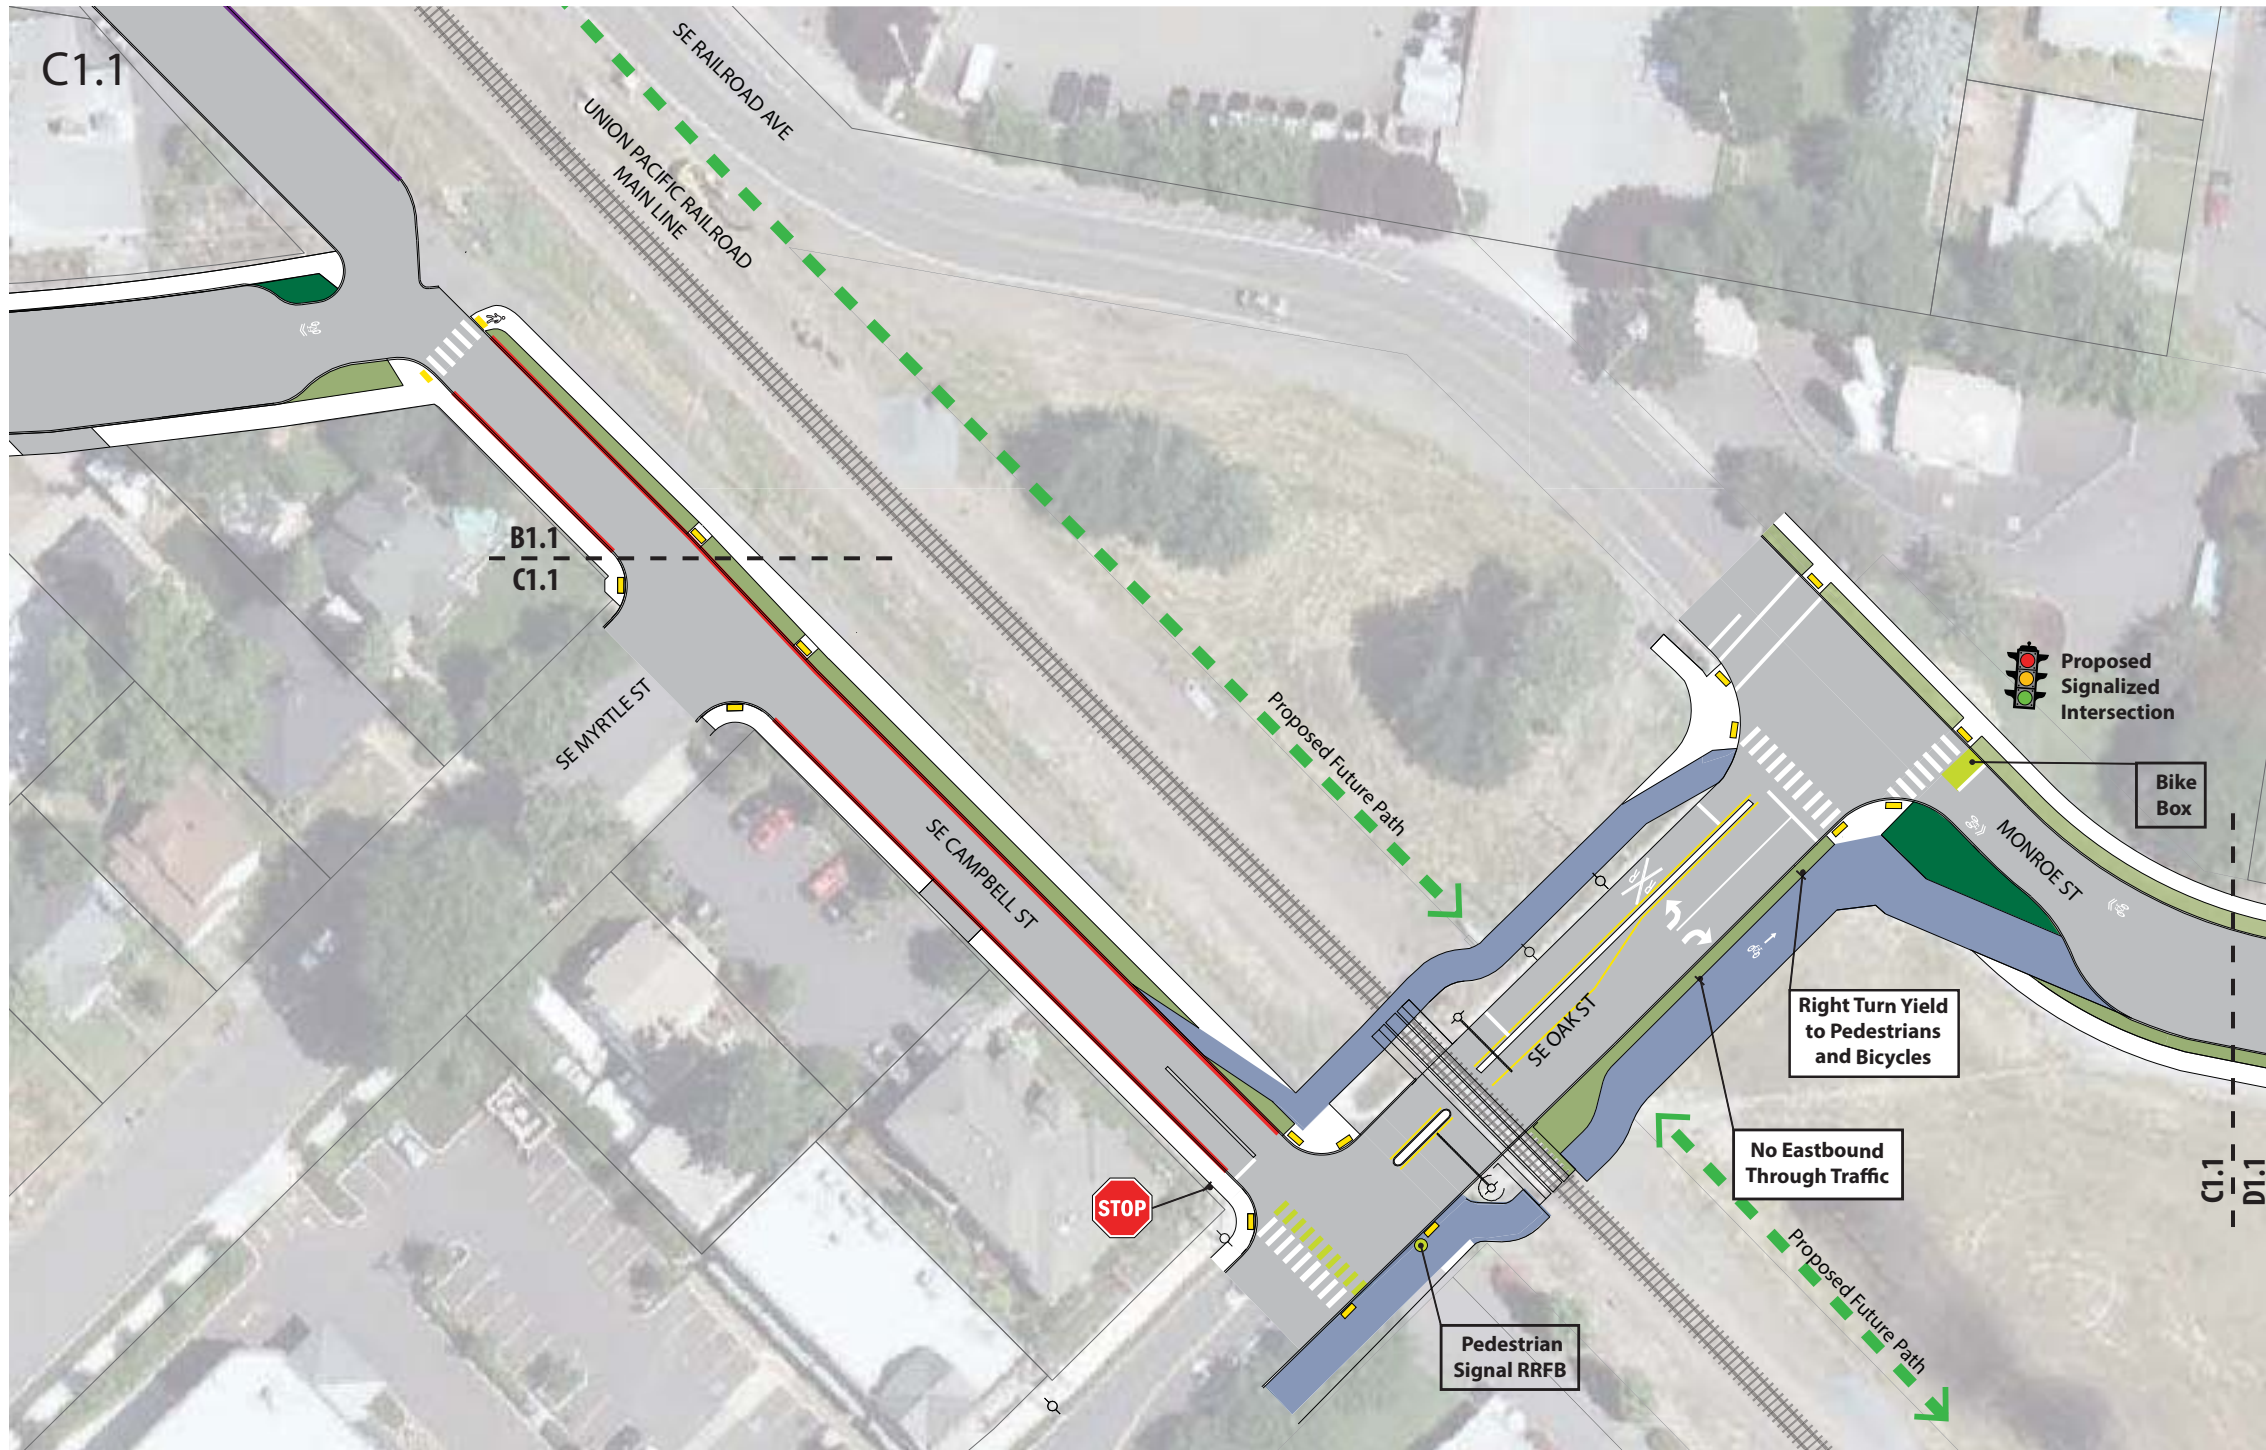 C1.1
SE RAILROAD AVE
UNION PACIFIC RAILROAD
MAIN LINE
B1.1
C1.1
SE MYRTLE ST
SE CAMPBELL ST
Proposed Future Path
Proposed
Signalized
Intersection
Bike
Box
MONROE ST
SE OAK ST
Right Turn Yield
to Pedestrians
and Bicycles
No Eastbound
Through Traffic
C1.1
D1.1
STOP
Pedestrian
Signal RRFB
Proposed Future Path
R R